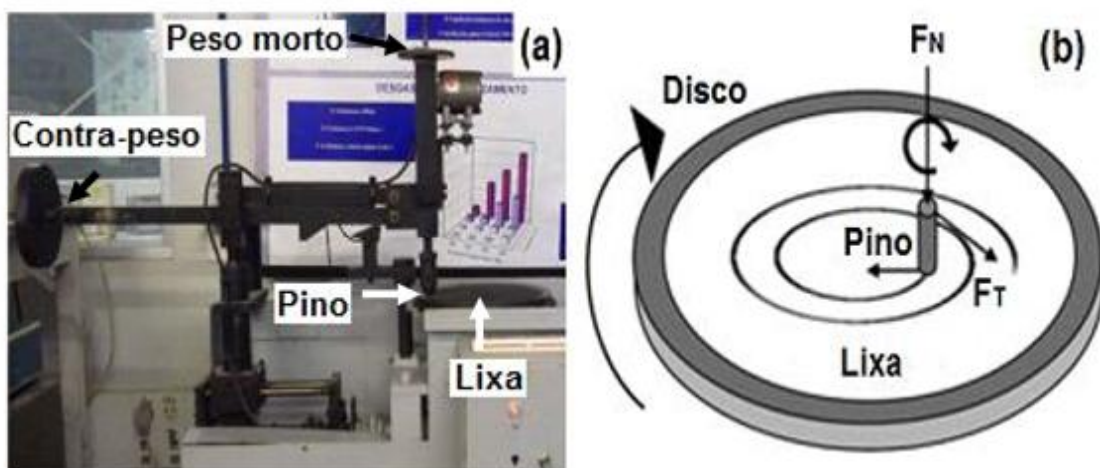 Peso morto
(a)
Contra-peso
Pino
Lixa
FN
(b)
Disco
Pino
FT
Lixa